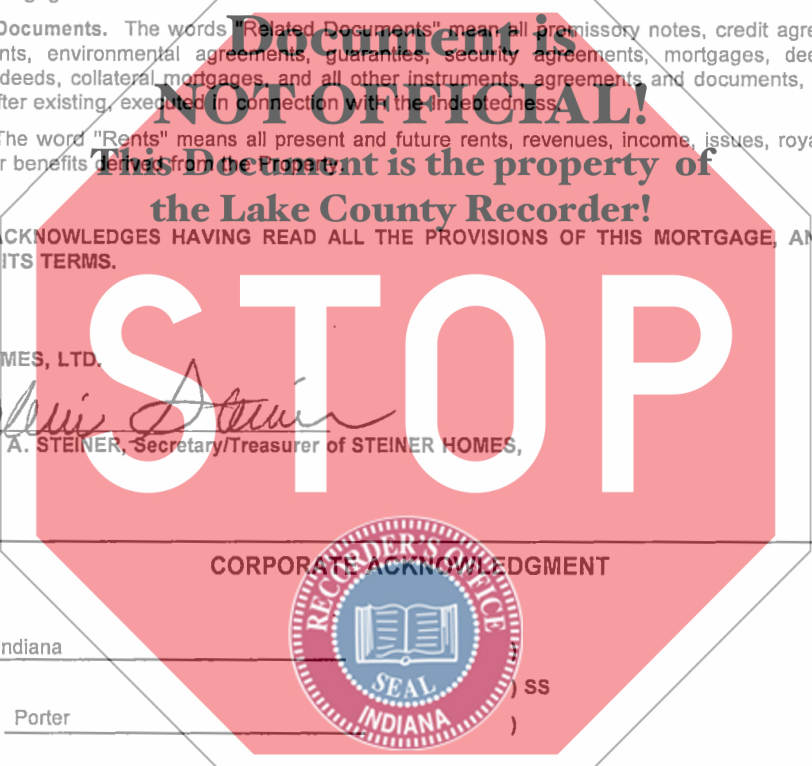 Documents. The words "Related Documents" mean all promissory notes, credit agre
nts, environmental agreements, guaranties, security agreements, mortgages, dee
deeds, collateral mortgages, and all other instruments, agreements and documents,
fter existing, executed in connection with the Indebtedness.
The word "Rents" means all present and future rents, revenues, income, issues, roya
r benefits derived from the Property.
Document is
NOT OFFICIAL!
This Document is the property of
the Lake County Recorder!
ACKNOWLEDGES HAVING READ ALL THE PROVISIONS OF THIS MORTGAGE, AN
ITS TERMS.
STOP
MES, LTD.
A. STEINER, Secretary/Treasurer of STEINER HOMES,
CORPORATE ACKNOWLEDGMENT
RECORDER'S OFFICE
SEAL
INDIANA
ndiana )
) SS
Porter )